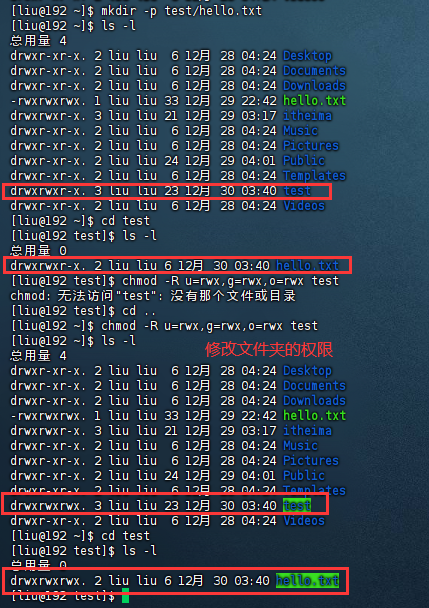 [liu@192 ~]$ mkdir -p test/hello.txt
[liu@192 ~]$ ls -l
总用量 4
drwxr-xr-x. 2 liu liu  6 12月  28 04:24 Desktop
drwxr-xr-x. 2 liu liu  6 12月  28 04:24 Documents
drwxr-xr-x. 2 liu liu  6 12月  28 04:24 Downloads
-rwxrwxrwx. 1 liu liu 33 12月  29 22:42 hello.txt
drwxrwxr-x. 3 liu liu 21 12月  29 03:17 itheima
drwxr-xr-x. 2 liu liu  6 12月  28 04:24 Music
drwxr-xr-x. 2 liu liu  6 12月  28 04:24 Pictures
drwxr-xr-x. 2 liu liu 24 12月  29 04:01 Public
drwxr-xr-x. 2 liu liu  6 12月  28 04:24 Templates
drwxrwxr-x. 3 liu liu 23 12月  30 03:40 test
drwxr-xr-x. 2 liu liu  6 12月  28 04:24 Videos
[liu@192 ~]$ cd test
[liu@192 test]$ ls -l
总用量 0
drwxrwxr-x. 2 liu liu 6 12月  30 03:40 hello.txt
[liu@192 test]$ chmod -R u=rwx,g=rwx,o=rwx test
chmod: 无法访问"test": 没有那个文件或目录
[liu@192 test]$ cd ..
[liu@192 ~]$ chmod -R u=rwx,g=rwx,o=rwx test
[liu@192 ~]$ ls -l
总用量 4
修改文件夹的权限
drwxr-xr-x. 2 liu liu  6 12月  28 04:24 Desktop
drwxr-xr-x. 2 liu liu  6 12月  28 04:24 Documents
drwxr-xr-x. 2 liu liu  6 12月  28 04:24 Downloads
-rwxrwxrwx. 1 liu liu 33 12月  29 22:42 hello.txt
drwxrwxr-x. 3 liu liu 21 12月  29 03:17 itheima
drwxr-xr-x. 2 liu liu  6 12月  28 04:24 Music
drwxr-xr-x. 2 liu liu  6 12月  28 04:24 Pictures
drwxr-xr-x. 2 liu liu 24 12月  29 04:01 Public
drwxr-xr-x. 2 liu liu  6 12月  28 04:24 Templates
drwxrwxrwx. 3 liu liu 23 12月  30 03:40 test
drwxr-xr-x. 2 liu liu  6 12月  28 04:24 Videos
[liu@192 ~]$ cd test
[liu@192 test]$ ls -l
总用量 0
drwxrwxrwx. 2 liu liu 6 12月  30 03:40 hello.txt
[liu@192 test]$